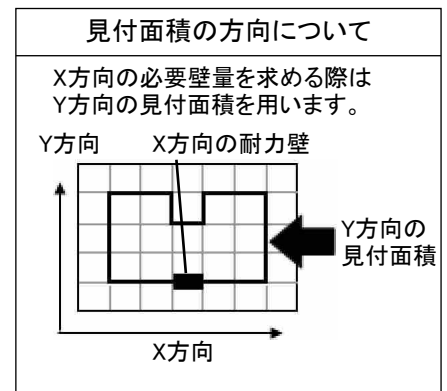 見付面積の方向について
X方向の必要壁量を求める際は
Y方向の見付面積を用います。
Y方向
X方向の耐力壁
Y方向の
見付面積
X方向